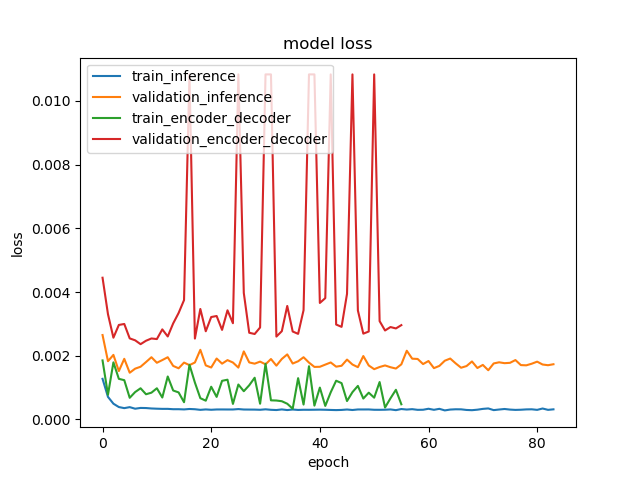 model loss
train_inference
validation_inference
train_encoder_decoder
validation_encoder_decoder
0.010
0.008
0.006
0.004
0.002
0.000
loss
0 20 40 60 80
epoch